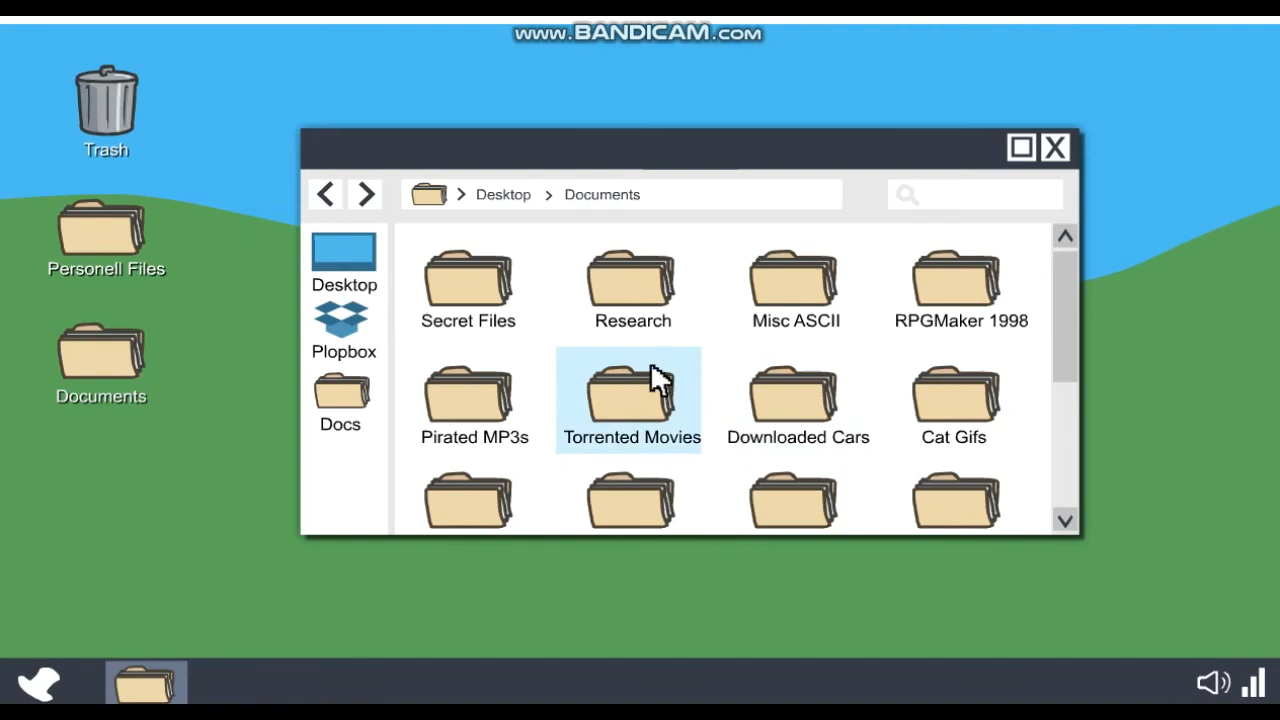 www.BANDICAM.com
Trash
Personell Files
Documents
X
Desktop
Documents
Desktop
Plopbox
Docs
Secret Files
Research
Misc ASCII
RPGMaker 1998
Pirated MP3s
Torrented Movies
Downloaded Cars
Cat Gifs